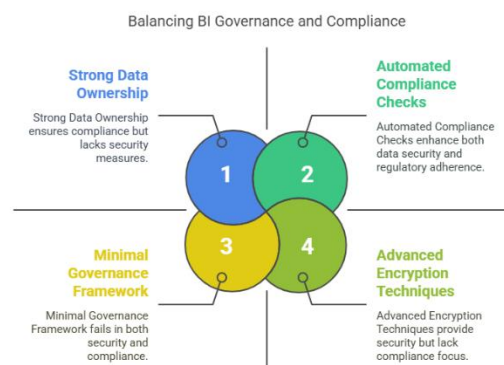 Balancing BI Governance and Compliance
Strong Data
Ownership
Strong Data Ownership
ensures compliance but
lacks security
measures.
Automated
Compliance
Checks
Automated Compliance
Checks enhance both
data security and
regulatory adherence.
1
2
3
4
Minimal
Governance
Framework
Minimal Governance
Framework fails in both
security and
compliance.
Advanced
Encryption
Techniques
Advanced Encryption
Techniques provide
security but lack
compliance focus.